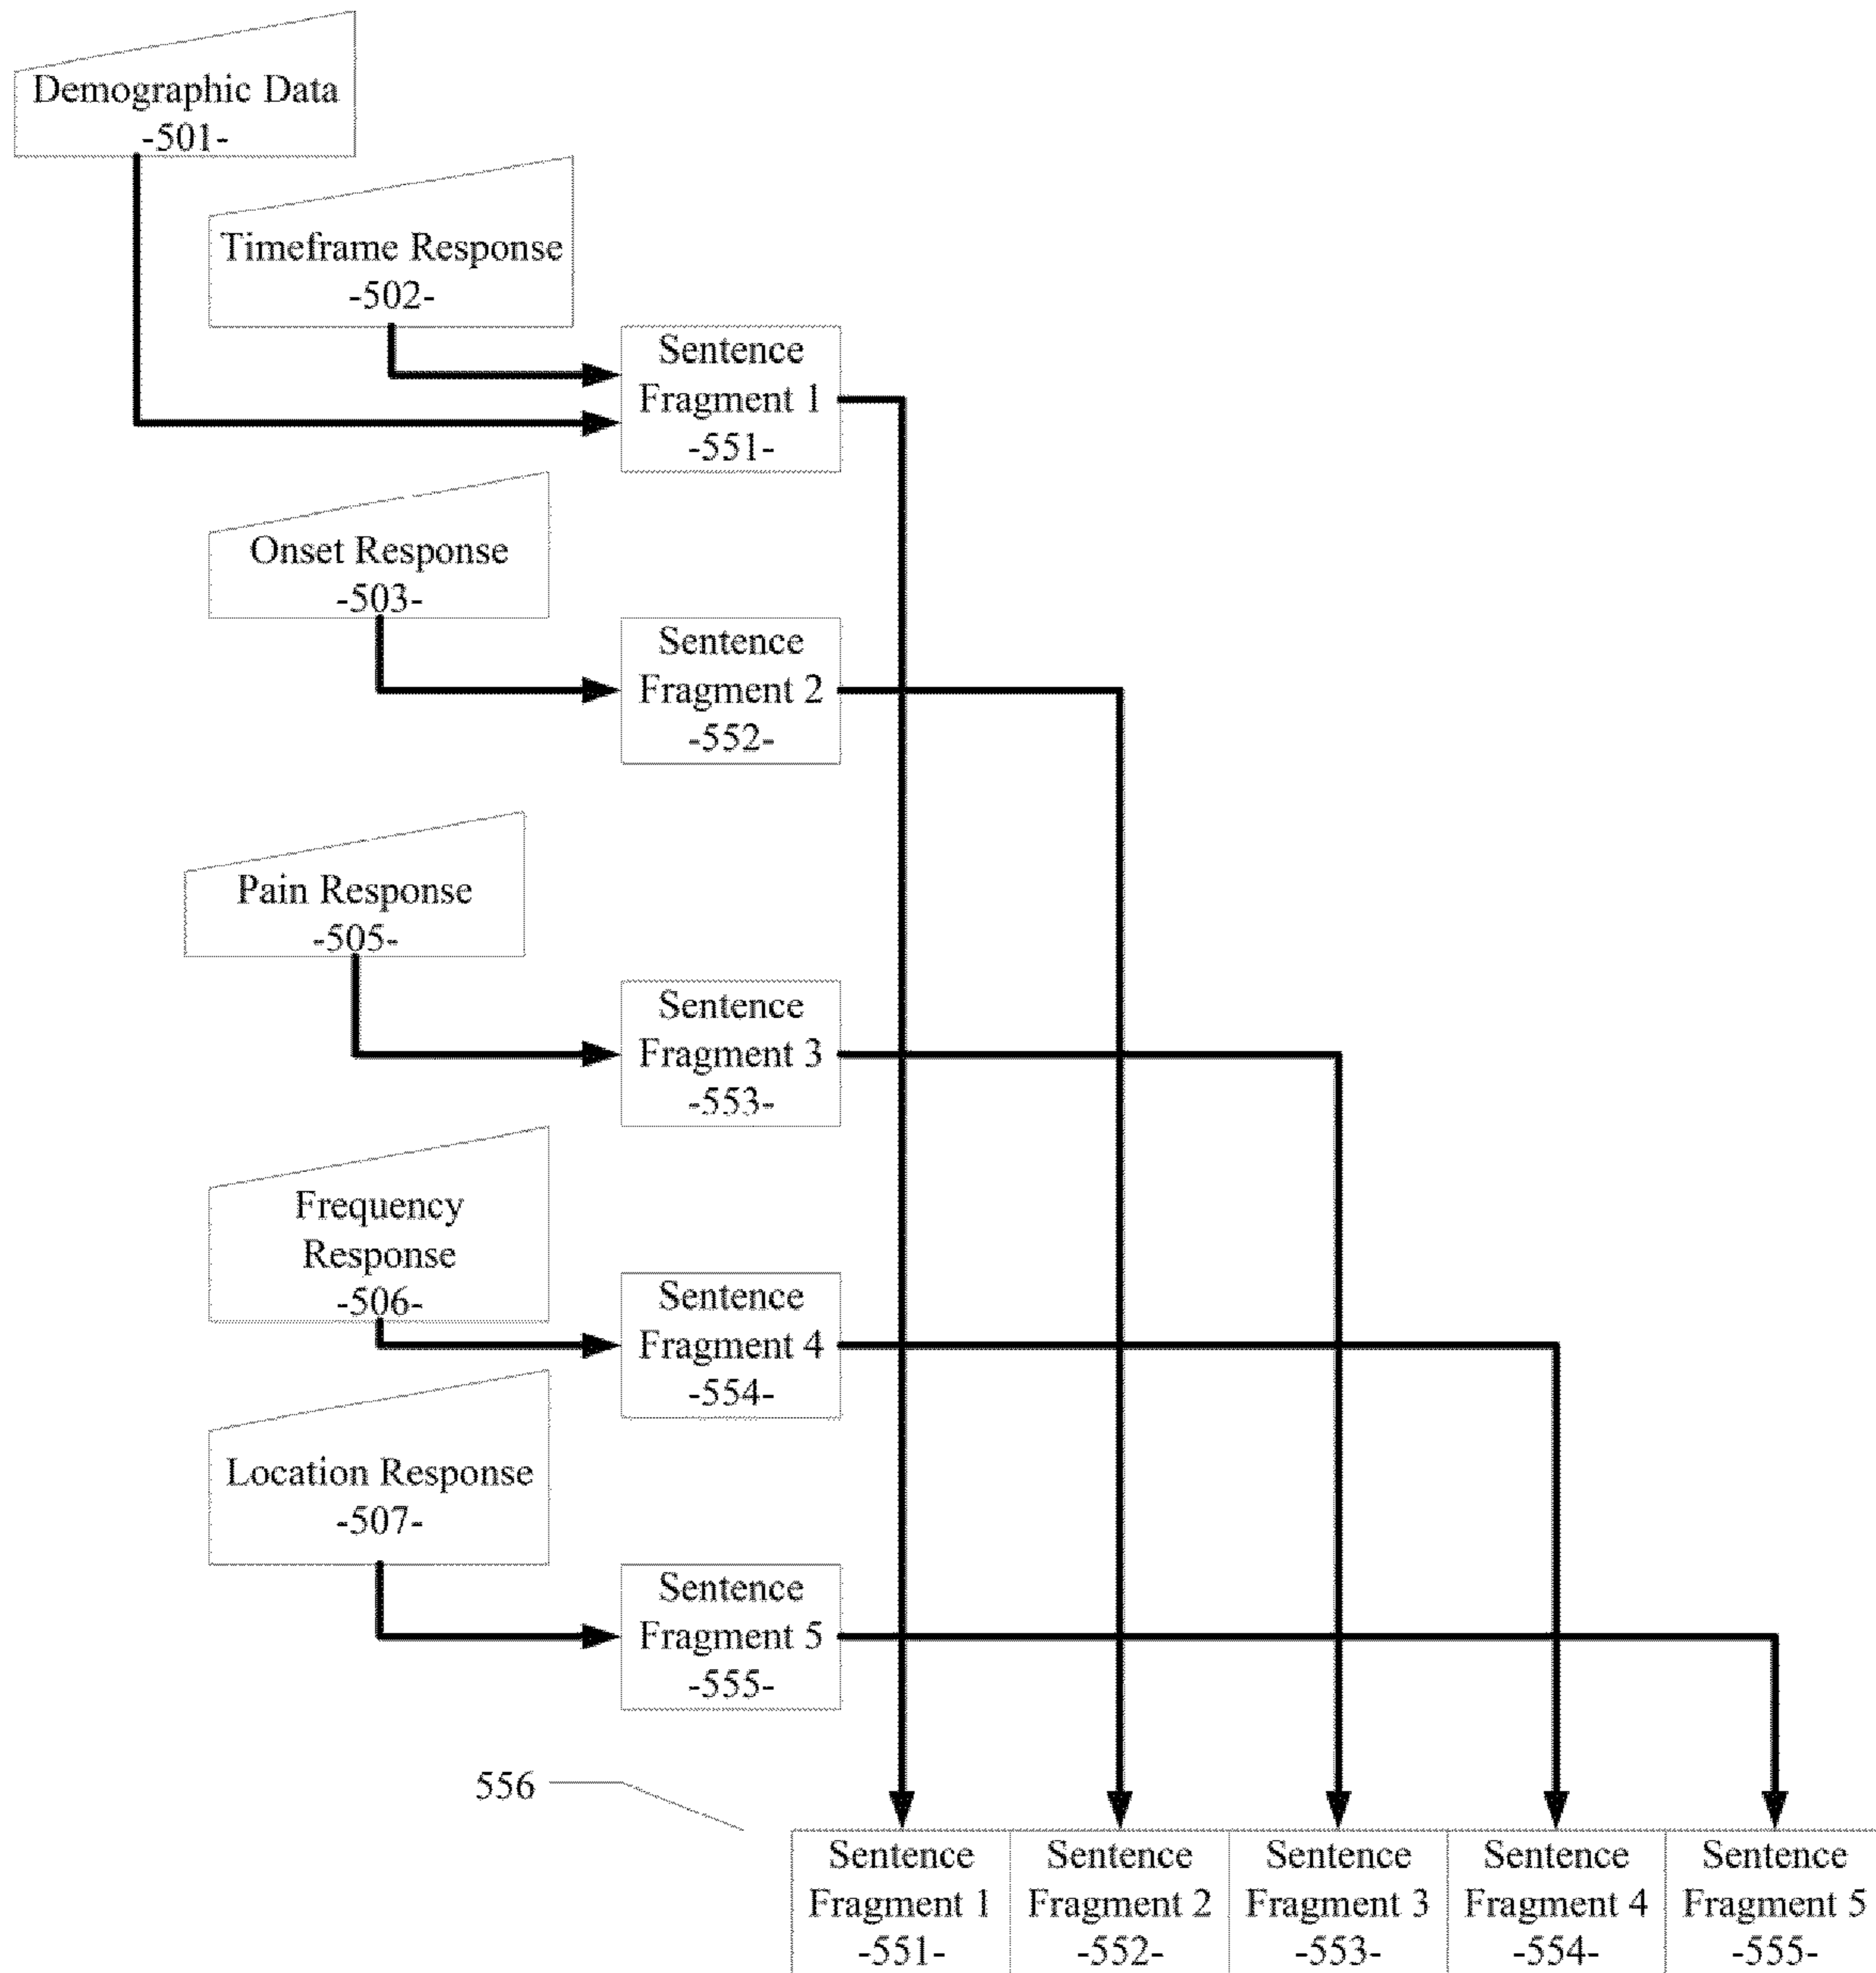 Demographic Data
-501-
Timeframe Response
-502-
Sentence
Fragment 1
-551-
Onset Response
-503-
Sentence
Fragment 2
-552-
Pain Response
-505-
Sentence
Fragment 3
-553-
Frequency
Response
-506-
Sentence
Fragment 4
-554-
Location Response
-507-
Sentence
Fragment 5
-555-
556
Sentence
Fragment 1
-551-
Sentence
Fragment 2
-552-
Sentence
Fragment 3
-553-
Sentence
Fragment 4
-554-
Sentence
Fragment 5
-555-